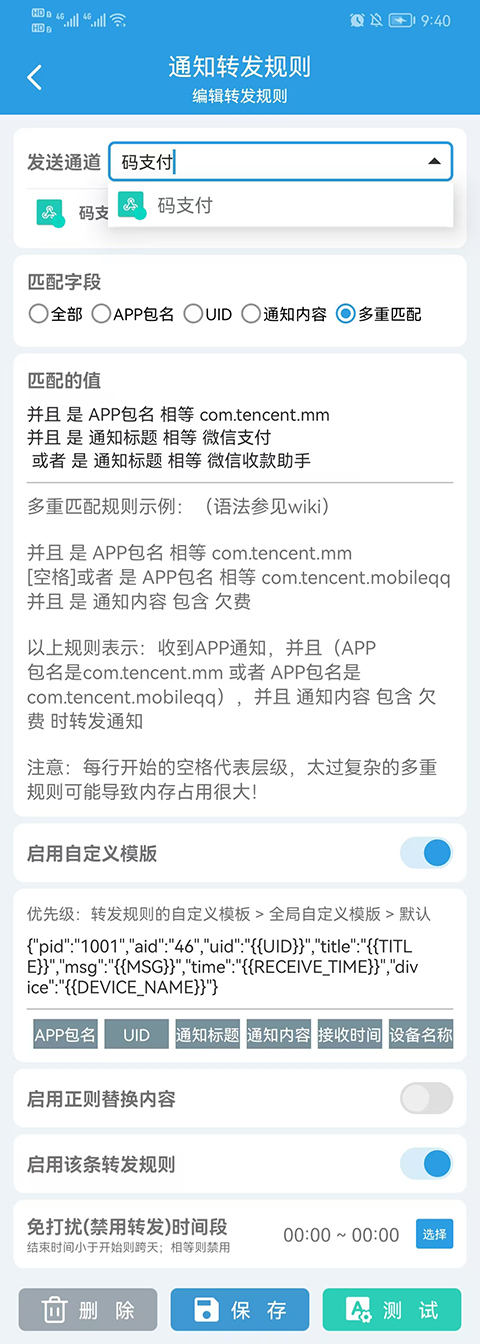 HD 2 4G 4G 9:40
HD 2
通知转发规则
编辑转发规则
发送通道 码支付
码支 码支付
匹配字段
全部 APP包名 UID 通知内容 多重匹配
匹配的值
并且 是 APP包名 相等 com.tencent.mm
并且 是 通知标题 相等 微信支付
 或者 是 通知标题 相等 微信收款助手
多重匹配规则示例：（语法参见wiki）
并且 是 APP包名 相等 com.tencent.mm
[空格]或者 是 APP包名 相等 com.tencent.mobileqq
并且 是 通知内容 包含 欠费
以上规则表示：收到APP通知，并且（APP
包名是com.tencent.mm 或者 APP包名是
com.tencent.mobileqq），并且 通知内容 包含 欠
费 时转发通知
注意：每行开始的空格代表层级，太过复杂的多重
规则可能导致内存占用很大！
启用自定义模版
优先级：转发规则的自定义模板 > 全局自定义模版 > 默认
{"pid":"1001","aid":"46","uid":"{{UID}}","title":"{{TITL
E}}","msg":"{{MSG}}","time":"{{RECEIVE_TIME}}","div
ice":"{{DEVICE_NAME}}"}
APP包名 UID 通知标题 通知内容 接收时间 设备名称
启用正则替换内容
启用该条转发规则
免打扰(禁用转发)时间段 00:00 ~ 00:00 选择
结束时间小于开始则跨天；相等则禁用
删 除 保 存 测 试